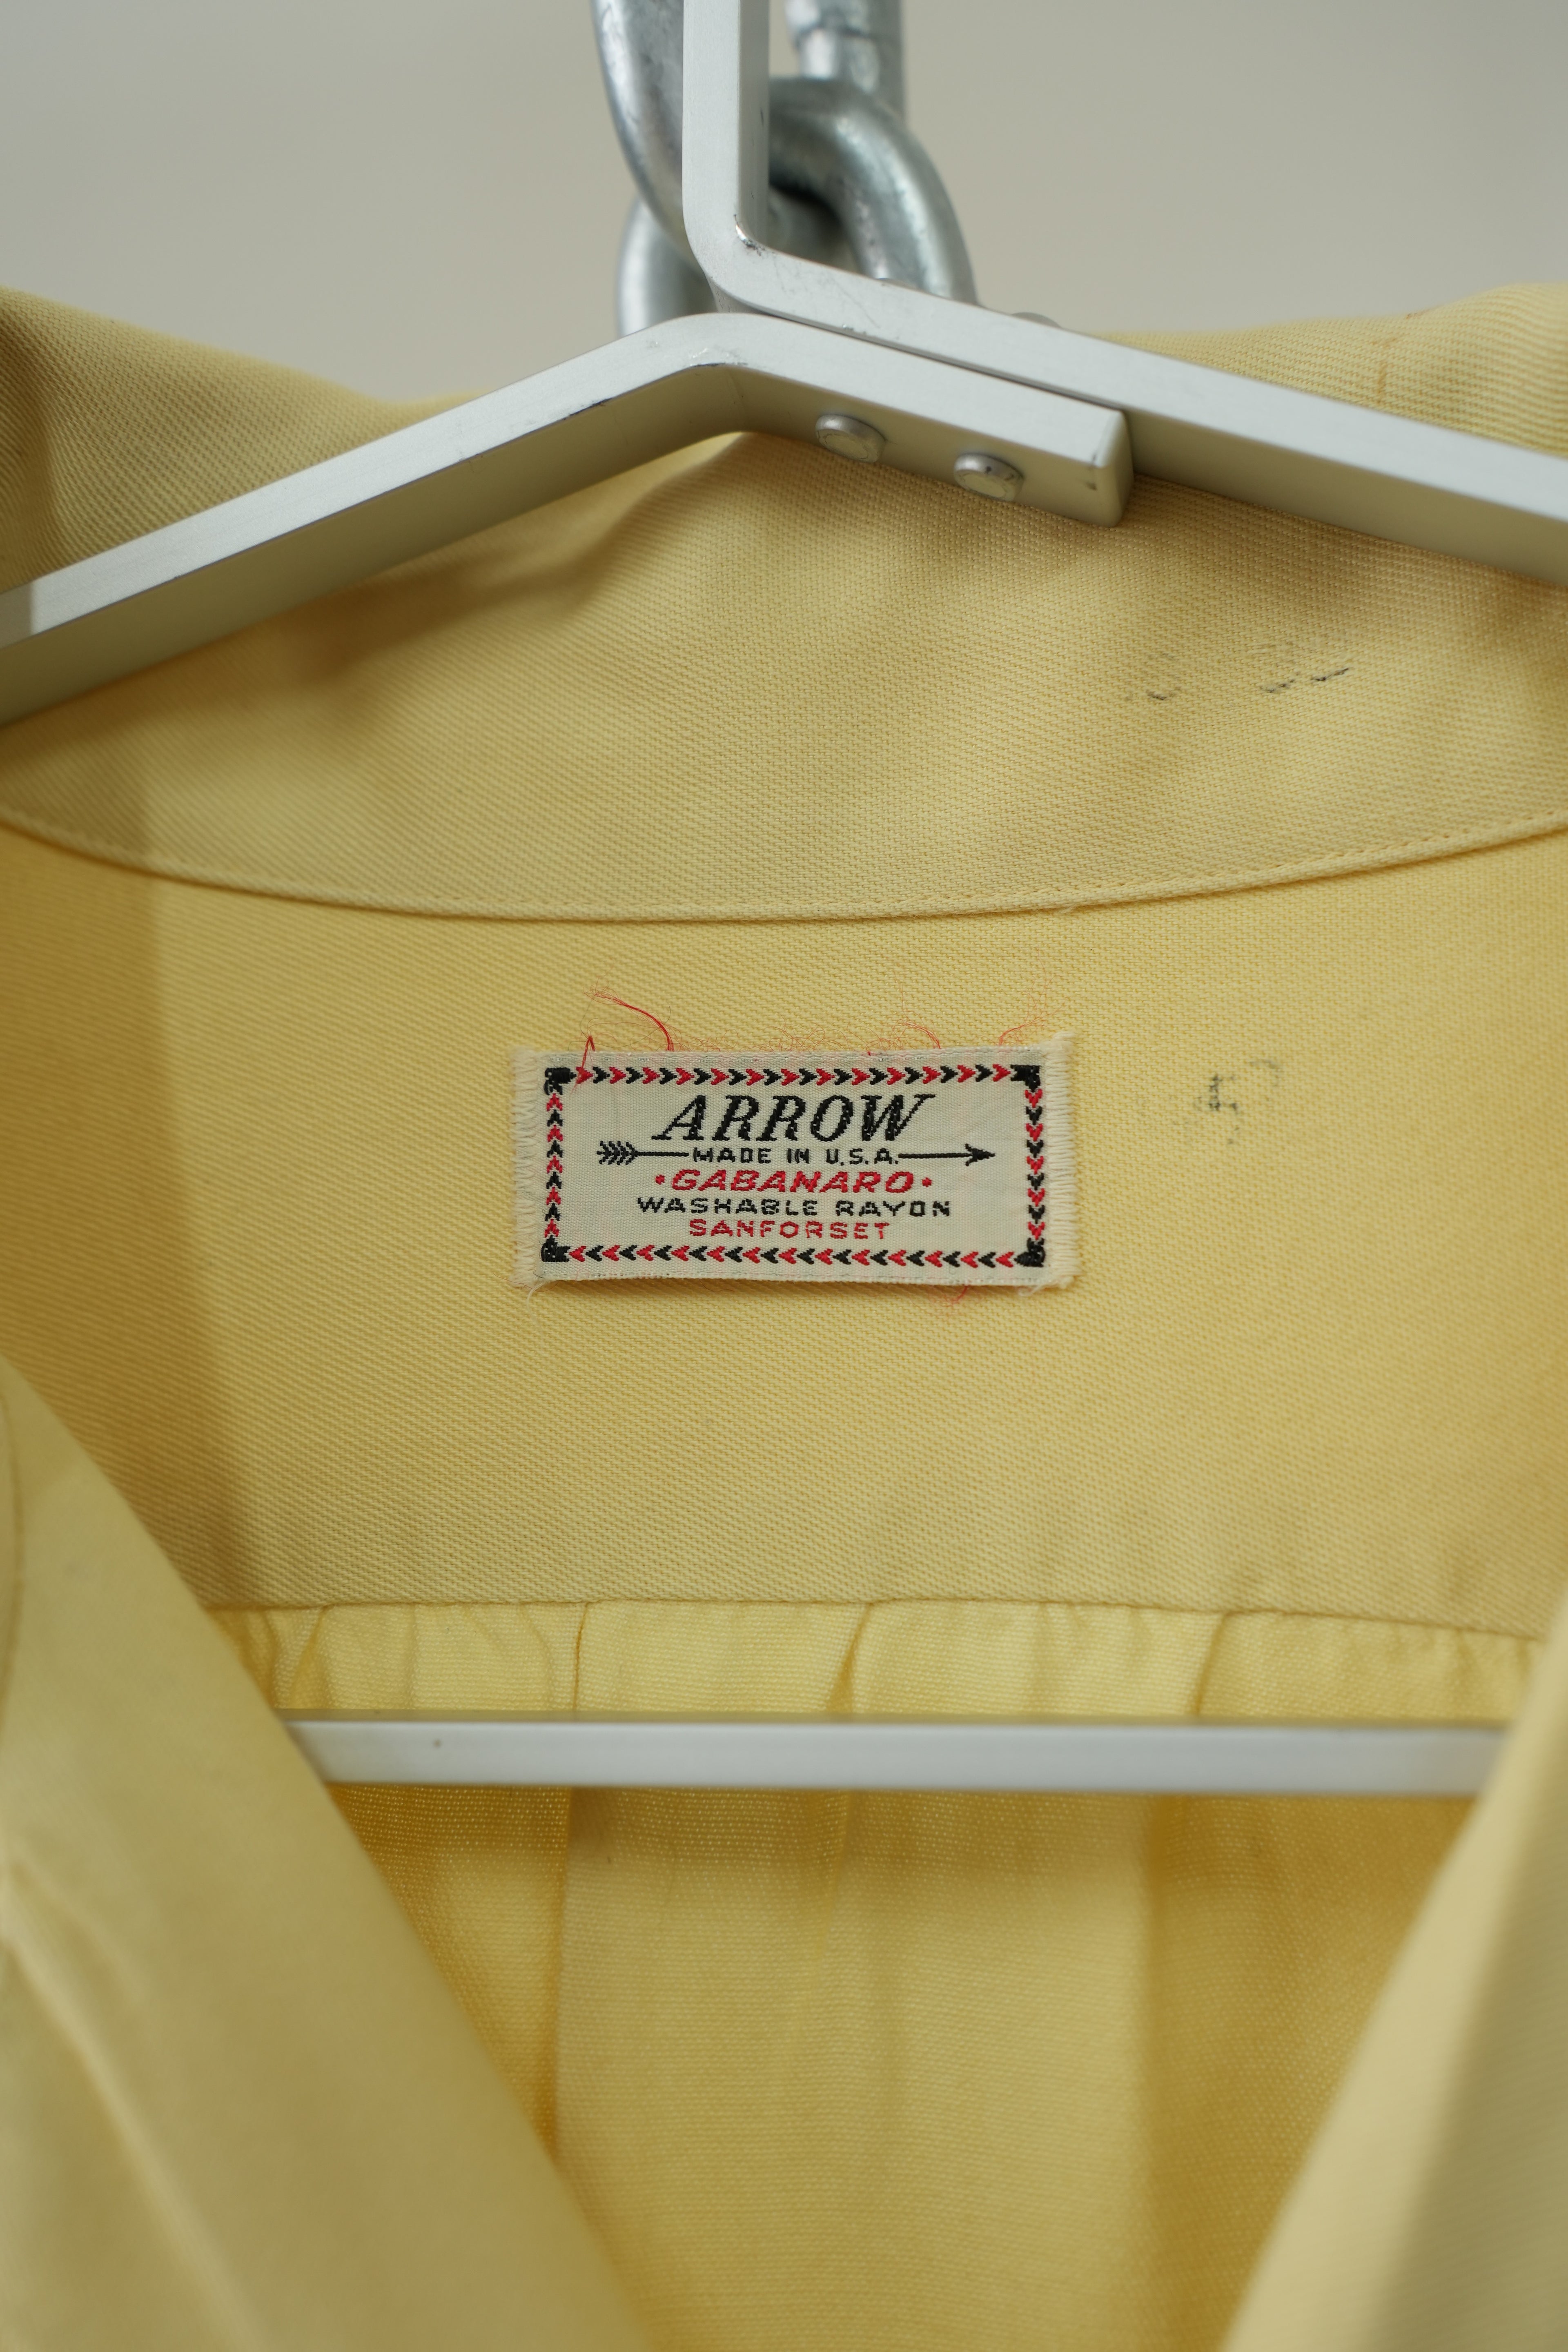 ARROW
MADE IN U.S.A.
•GABANARO•
WASHABLE RAYON
SANFORSET